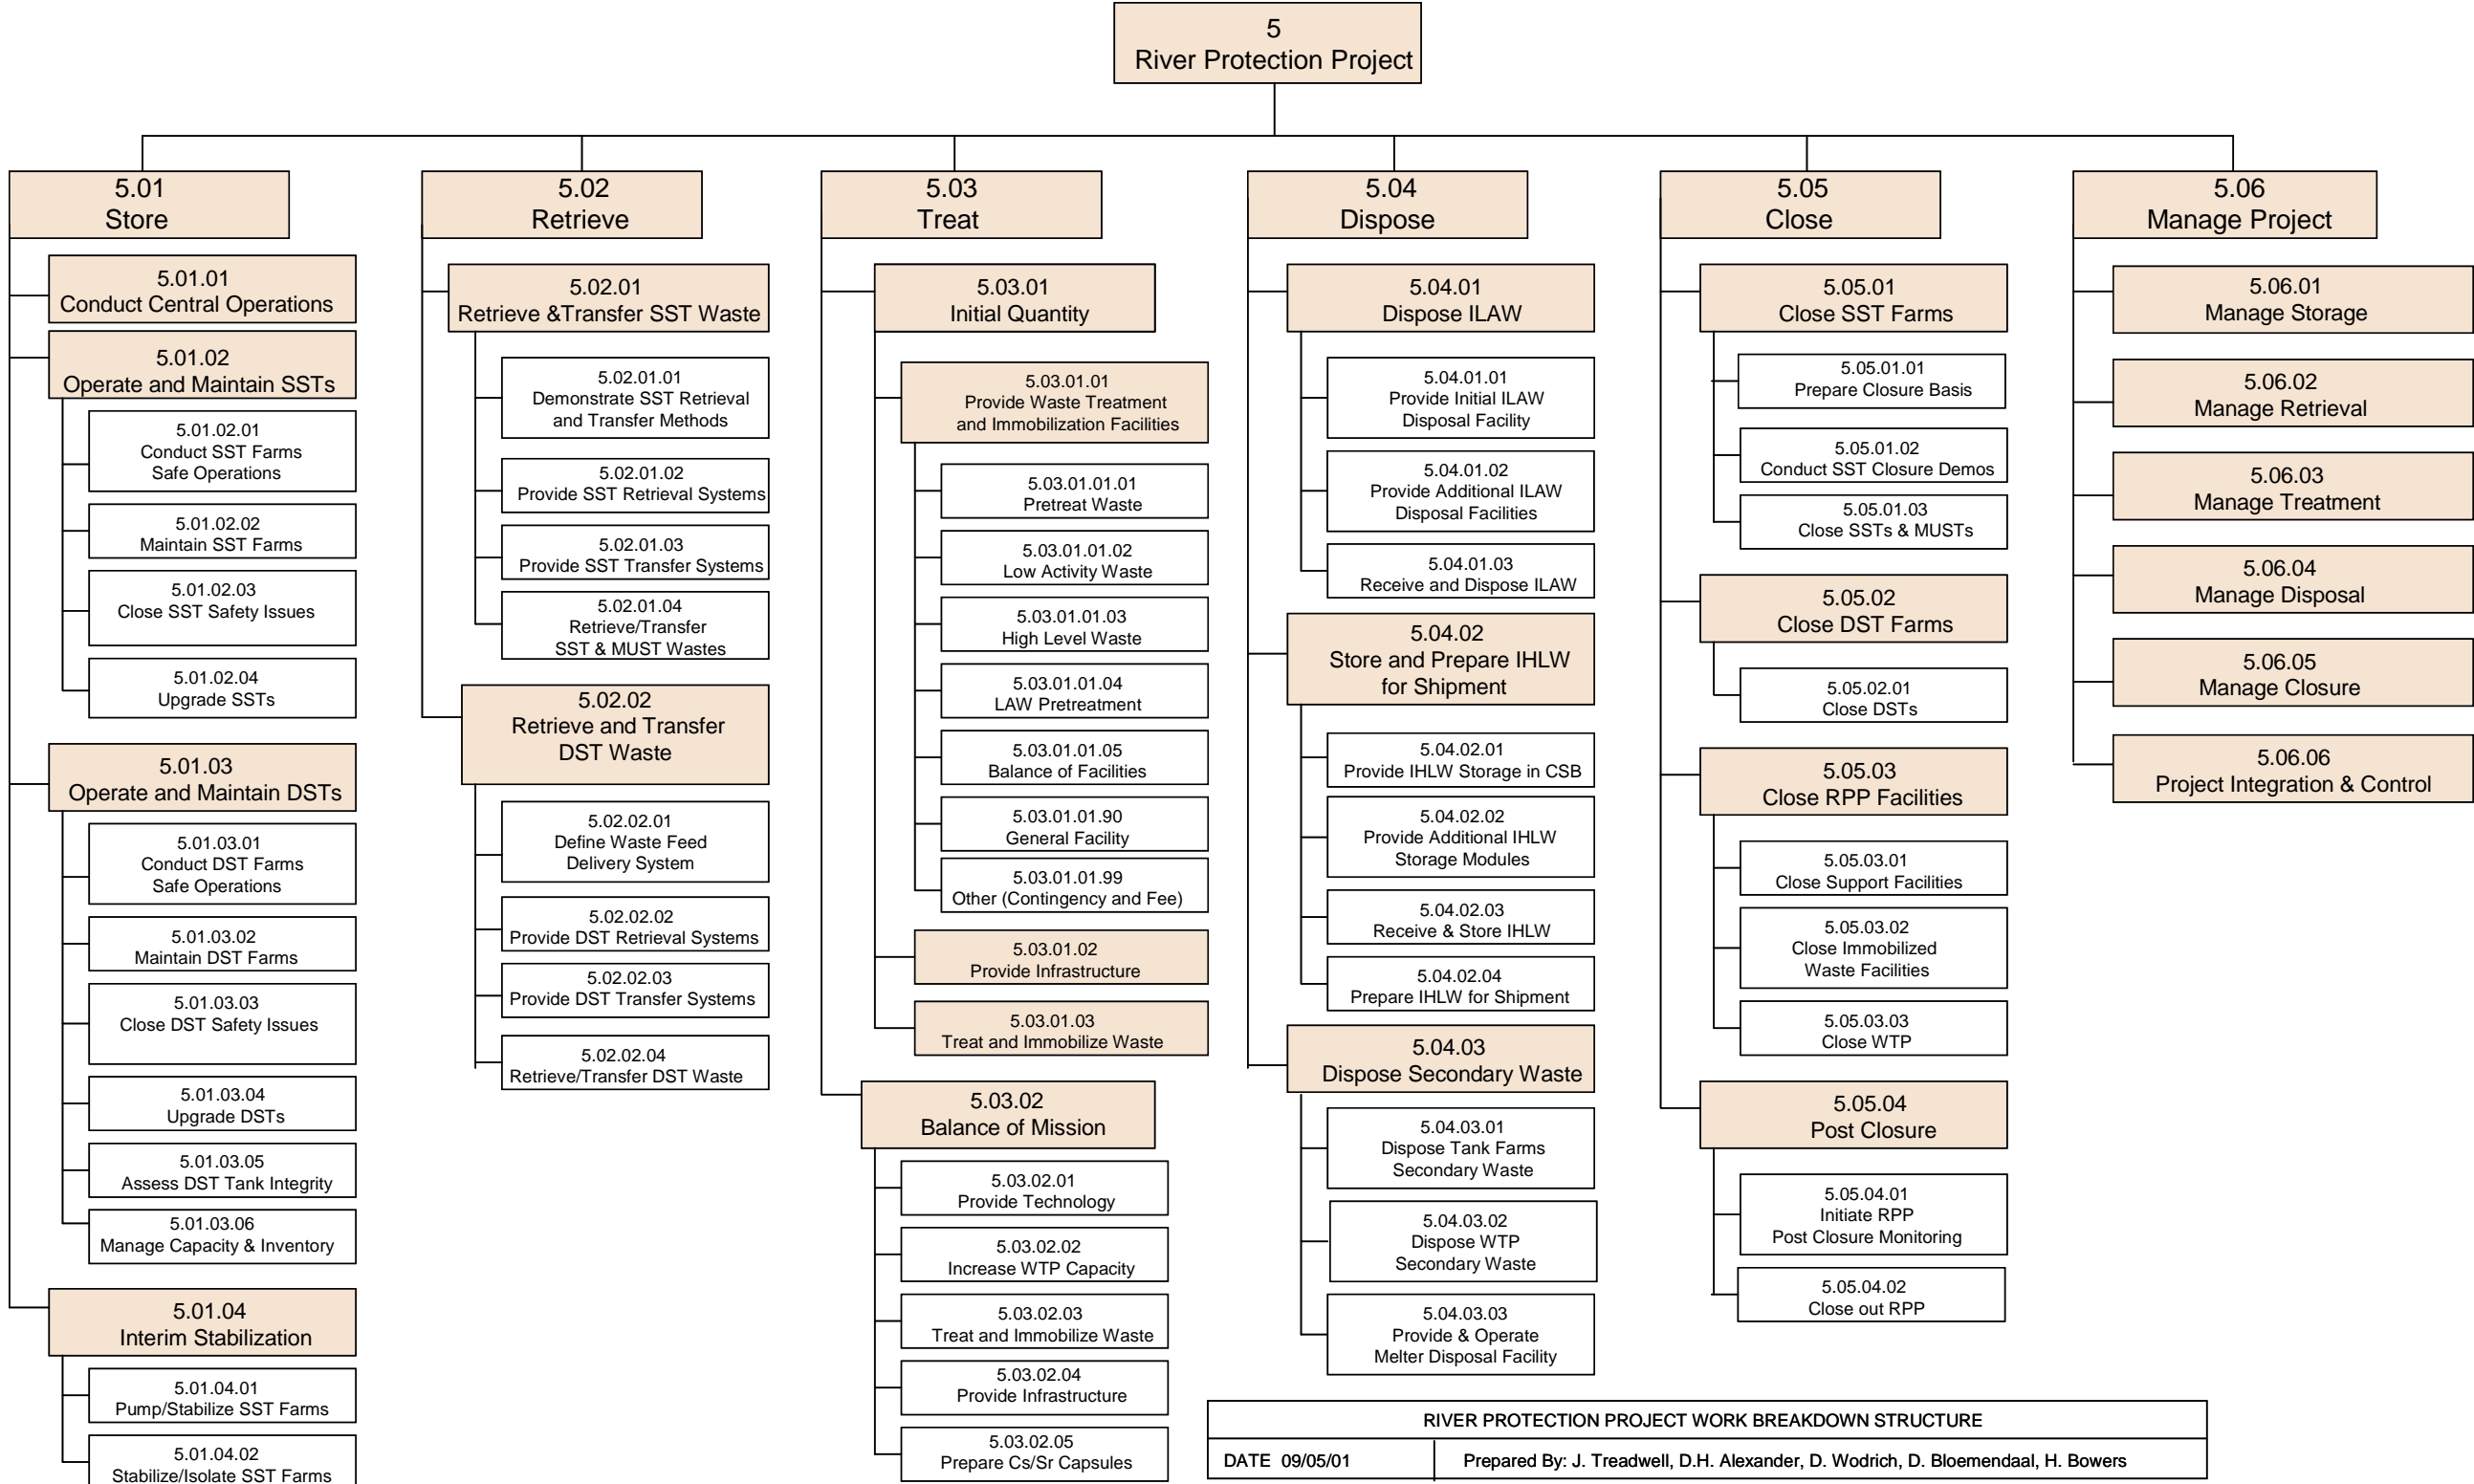 5
River Protection Project
5.01
Store
5.01.01
Conduct Central Operations
5.01.02
Operate and Maintain SSTs
5.01.02.01
Conduct SST Farms
Safe Operations
5.01.02.02
Maintain SST Farms
5.01.02.03
Close SST Safety Issues
5.01.02.04
Upgrade SSTs
5.01.03
Operate and Maintain DSTs
5.01.03.01
Conduct DST Farms
Safe Operations
5.01.03.02
Maintain DST Farms
5.01.03.03
Close DST Safety Issues
5.01.03.04
Upgrade DSTs
5.01.03.05
Assess DST Tank Integrity
5.01.03.06
Manage Capacity & Inventory
5.01.04
Interim Stabilization
5.01.04.01
Pump/Stabilize SST Farms
5.01.04.02
Stabilize/Isolate SST Farms
5.02
Retrieve
5.02.01
Retrieve &Transfer SST Waste
5.02.01.01
Demonstrate SST Retrieval
and Transfer Methods
5.02.01.02
Provide SST Retrieval Systems
5.02.01.03
Provide SST Transfer Systems
5.02.01.04
Retrieve/Transfer
SST & MUST Wastes
5.02.02
Retrieve and Transfer
DST Waste
5.02.02.01
Define Waste Feed
Delivery System
5.02.02.02
Provide DST Retrieval Systems
5.02.02.03
Provide DST Transfer Systems
5.02.02.04
Retrieve/Transfer DST Waste
5.03
Treat
5.03.01
Initial Quantity
5.03.01.01
Provide Waste Treatment
and Immobilization Facilities
5.03.01.01.01
Pretreat Waste
5.03.01.01.02
Low Activity Waste
5.03.01.01.03
High Level Waste
5.03.01.01.04
LAW Pretreatment
5.03.01.01.05
Balance of Facilities
5.03.01.01.90
General Facility
5.03.01.01.99
Other (Contingency and Fee)
5.03.01.02
Provide Infrastructure
5.03.01.03
Treat and Immobilize Waste
5.03.02
Balance of Mission
5.03.02.01
Provide Technology
5.03.02.02
Increase WTP Capacity
5.03.02.03
Treat and Immobilize Waste
5.03.02.04
Provide Infrastructure
5.03.02.05
Prepare Cs/Sr Capsules
5.04
Dispose
5.04.01
Dispose ILAW
5.04.01.01
Provide Initial ILAW
Disposal Facility
5.04.01.02
Provide Additional ILAW
Disposal Facilities
5.04.01.03
Receive and Dispose ILAW
5.04.02
Store and Prepare IHLW
for Shipment
5.04.02.01
Provide IHLW Storage in CSB
5.04.02.02
Provide Additional IHLW
Storage Modules
5.04.02.03
Receive & Store IHLW
5.04.02.04
Prepare IHLW for Shipment
5.04.03
Dispose Secondary Waste
5.04.03.01
Dispose Tank Farms
Secondary Waste
5.04.03.02
Dispose WTP
Secondary Waste
5.04.03.03
Provide & Operate
Melter Disposal Facility
5.05
Close
5.05.01
Close SST Farms
5.05.01.01
Prepare Closure Basis
5.05.01.02
Conduct SST Closure Demos
5.05.01.03
Close SSTs & MUSTs
5.05.02
Close DST Farms
5.05.02.01
Close DSTs
5.05.03
Close RPP Facilities
5.05.03.01
Close Support Facilities
5.05.03.02
Close Immobilized
Waste Facilities
5.05.03.03
Close WTP
5.05.04
Post Closure
5.05.04.01
Initiate RPP
Post Closure Monitoring
5.05.04.02
Close out RPP
5.06
Manage Project
5.06.01
Manage Storage
5.06.02
Manage Retrieval
5.06.03
Manage Treatment
5.06.04
Manage Disposal
5.06.05
Manage Closure
5.06.06
Project Integration & Control
RIVER PROTECTION PROJECT WORK BREAKDOWN STRUCTURE
DATE 09/05/01
Prepared By: J. Treadwell, D.H. Alexander, D. Wodrich, D. Bloemendaal, H. Bowers